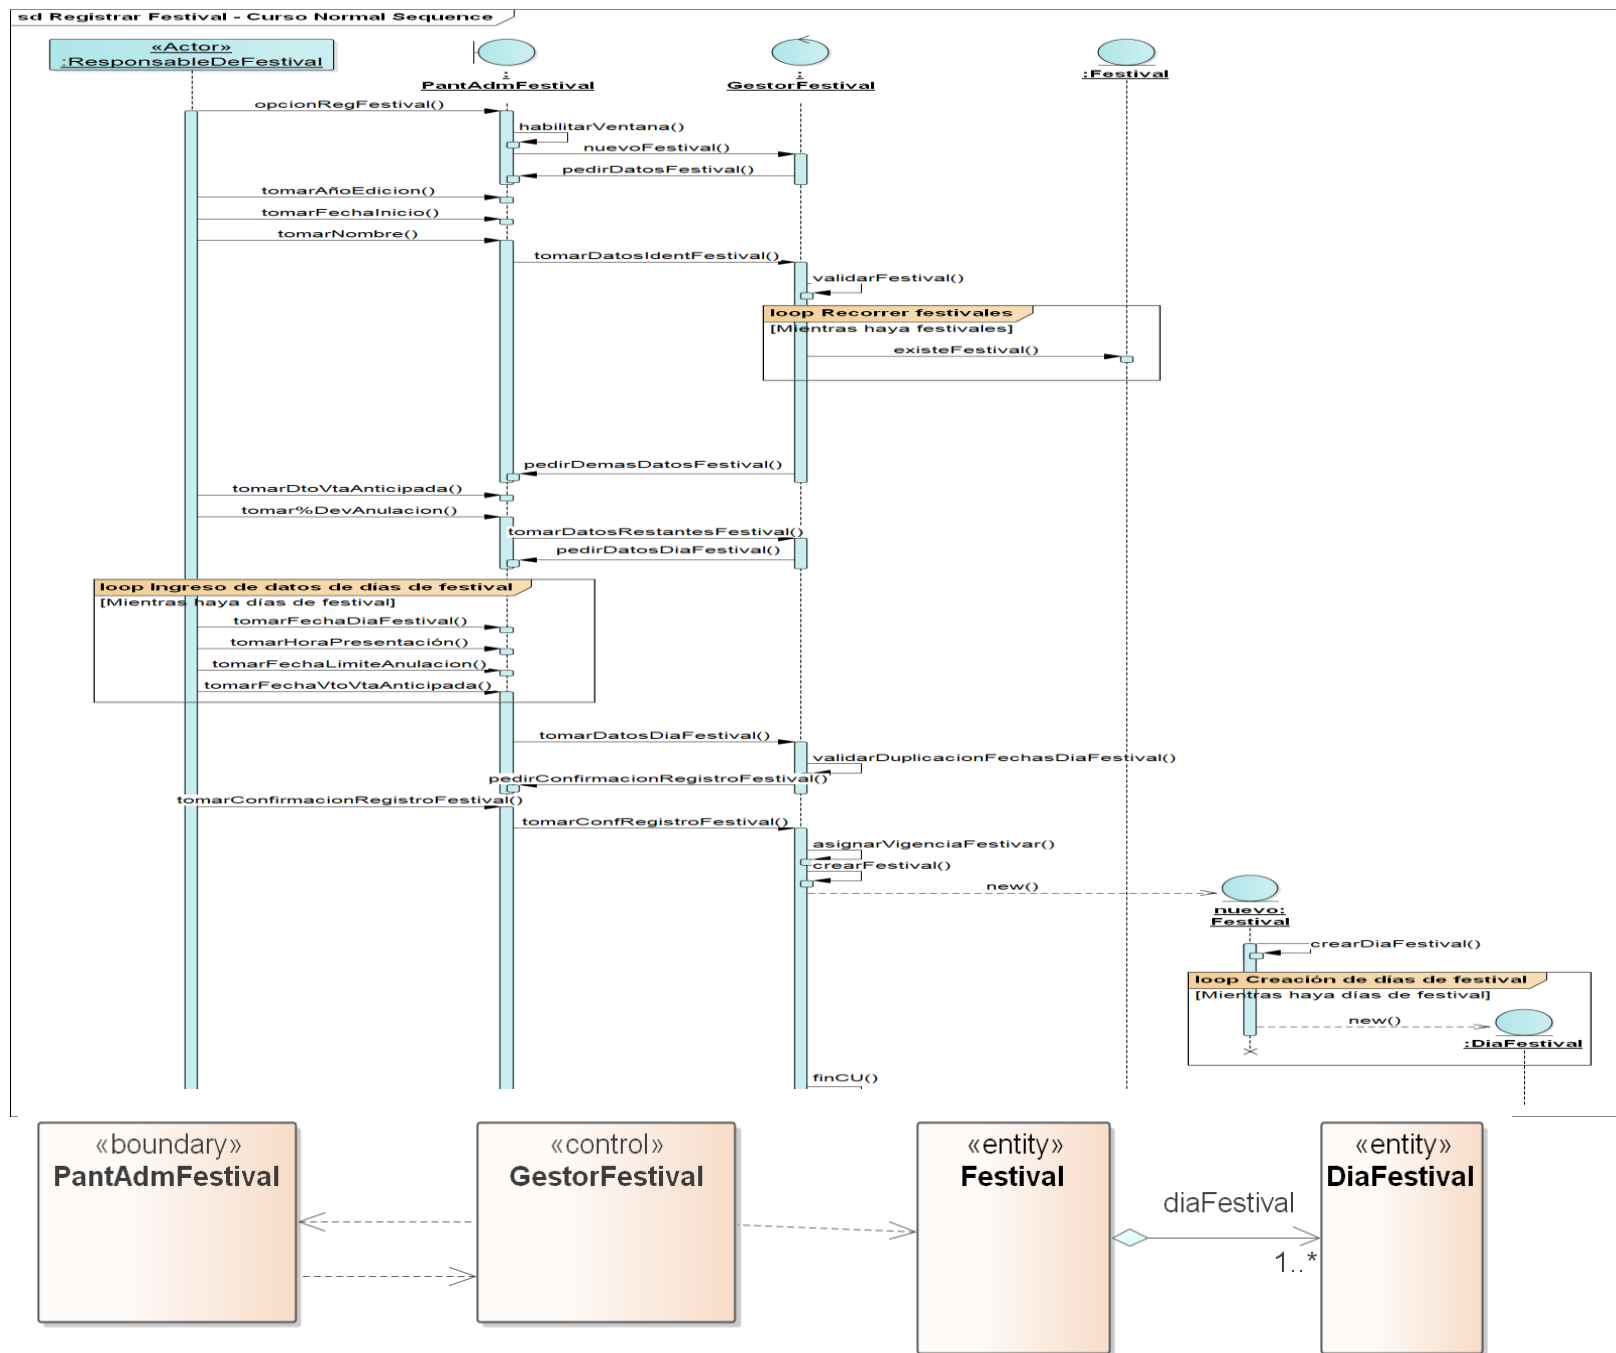 sd Registrar Festival - Curso Normal Sequence
«Actor»
:ResponsableDeFestival
:
PantAdmFestival
:
GestorFestival
:Festival
opcionRegFestival()
habilitarVentana()
nuevoFestival()
pedirDatosFestival()
tomarAñoEdicion()
tomarFechaInicio()
tomarNombre()
tomarDatosIdentFestival()
validarFestival()
loop Recorrer festivales
[Mientras haya festivales]
existeFestival()
pedirDemasDatosFestival()
tomarDtoVtaAnticipada()
tomar%DevAnulacion()
tomarDatosRestantesFestival()
pedirDatosDiaFestival()
loop Ingreso de datos de días de festival
[Mientras haya días de festival]
tomarFechaDiaFestival()
tomarHoraPresentación()
tomarFechaLimiteAnulacion()
tomarFechaVtoVtaAnticipada()
tomarDatosDiaFestival()
validarDuplicacionFechasDiaFestival()
pedirConfirmacionRegistroFestival()
tomarConfirmacionRegistroFestival()
tomarConfRegistroFestival()
asignarVigenciaFestivar()
crearFestival()
new()
nuevo:
Festival
crearDiaFestival()
loop Creación de días de festival
[Mientras haya días de festival]
new()
:DiaFestival
finCU()
«boundary»
PantAdmFestival
«control»
GestorFestival
«entity»
Festival
«entity»
DiaFestival
diaFestival
1..*